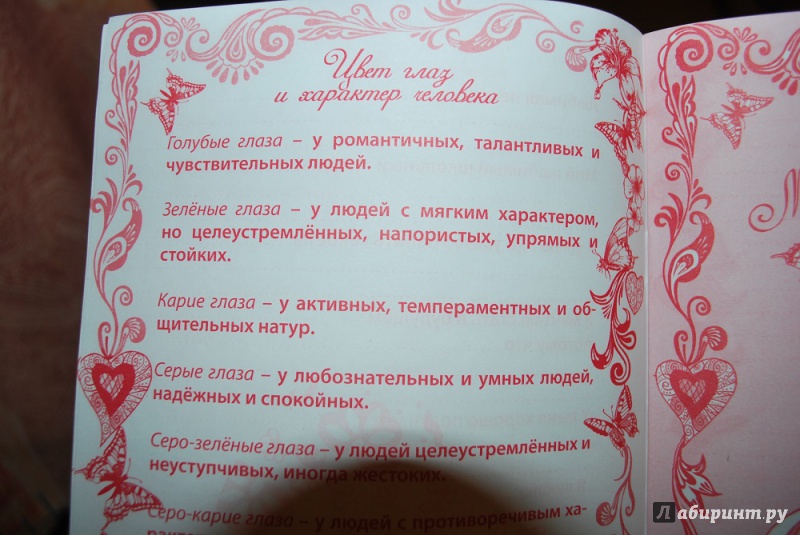 Цвет глаз
и характер человека
Голубые глаза – у романтичных, талантливых и
чувствительных людей.
Зелёные глаза – у людей с мягким характером,
но целеустремлённых, напористых, упрямых и
стойких.
Карие глаза – у активных, темпераментных и об-
щительных натур.
Серые глаза – у любознательных и умных людей,
надёжных и спокойных.
Серо-зелёные глаза – у людей целеустремлённых и
неуступчивых, иногда жестоких.
Серо-карие глаза – у людей с противоречивым ха-
Лабиринт.ру